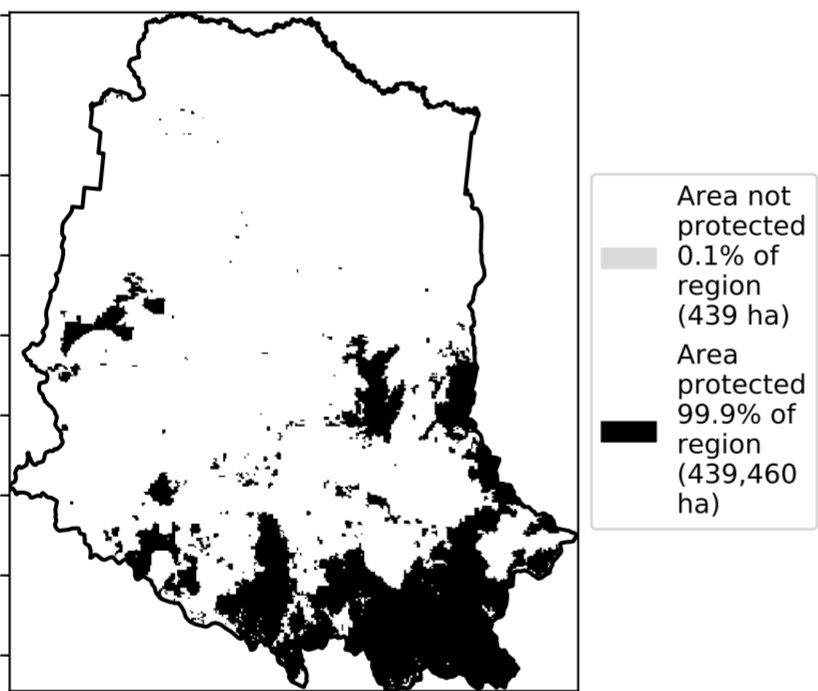 Area not
protected
0.1% of
region
(439 ha)
Area
protected
99.9% of
region
(439,460
ha)